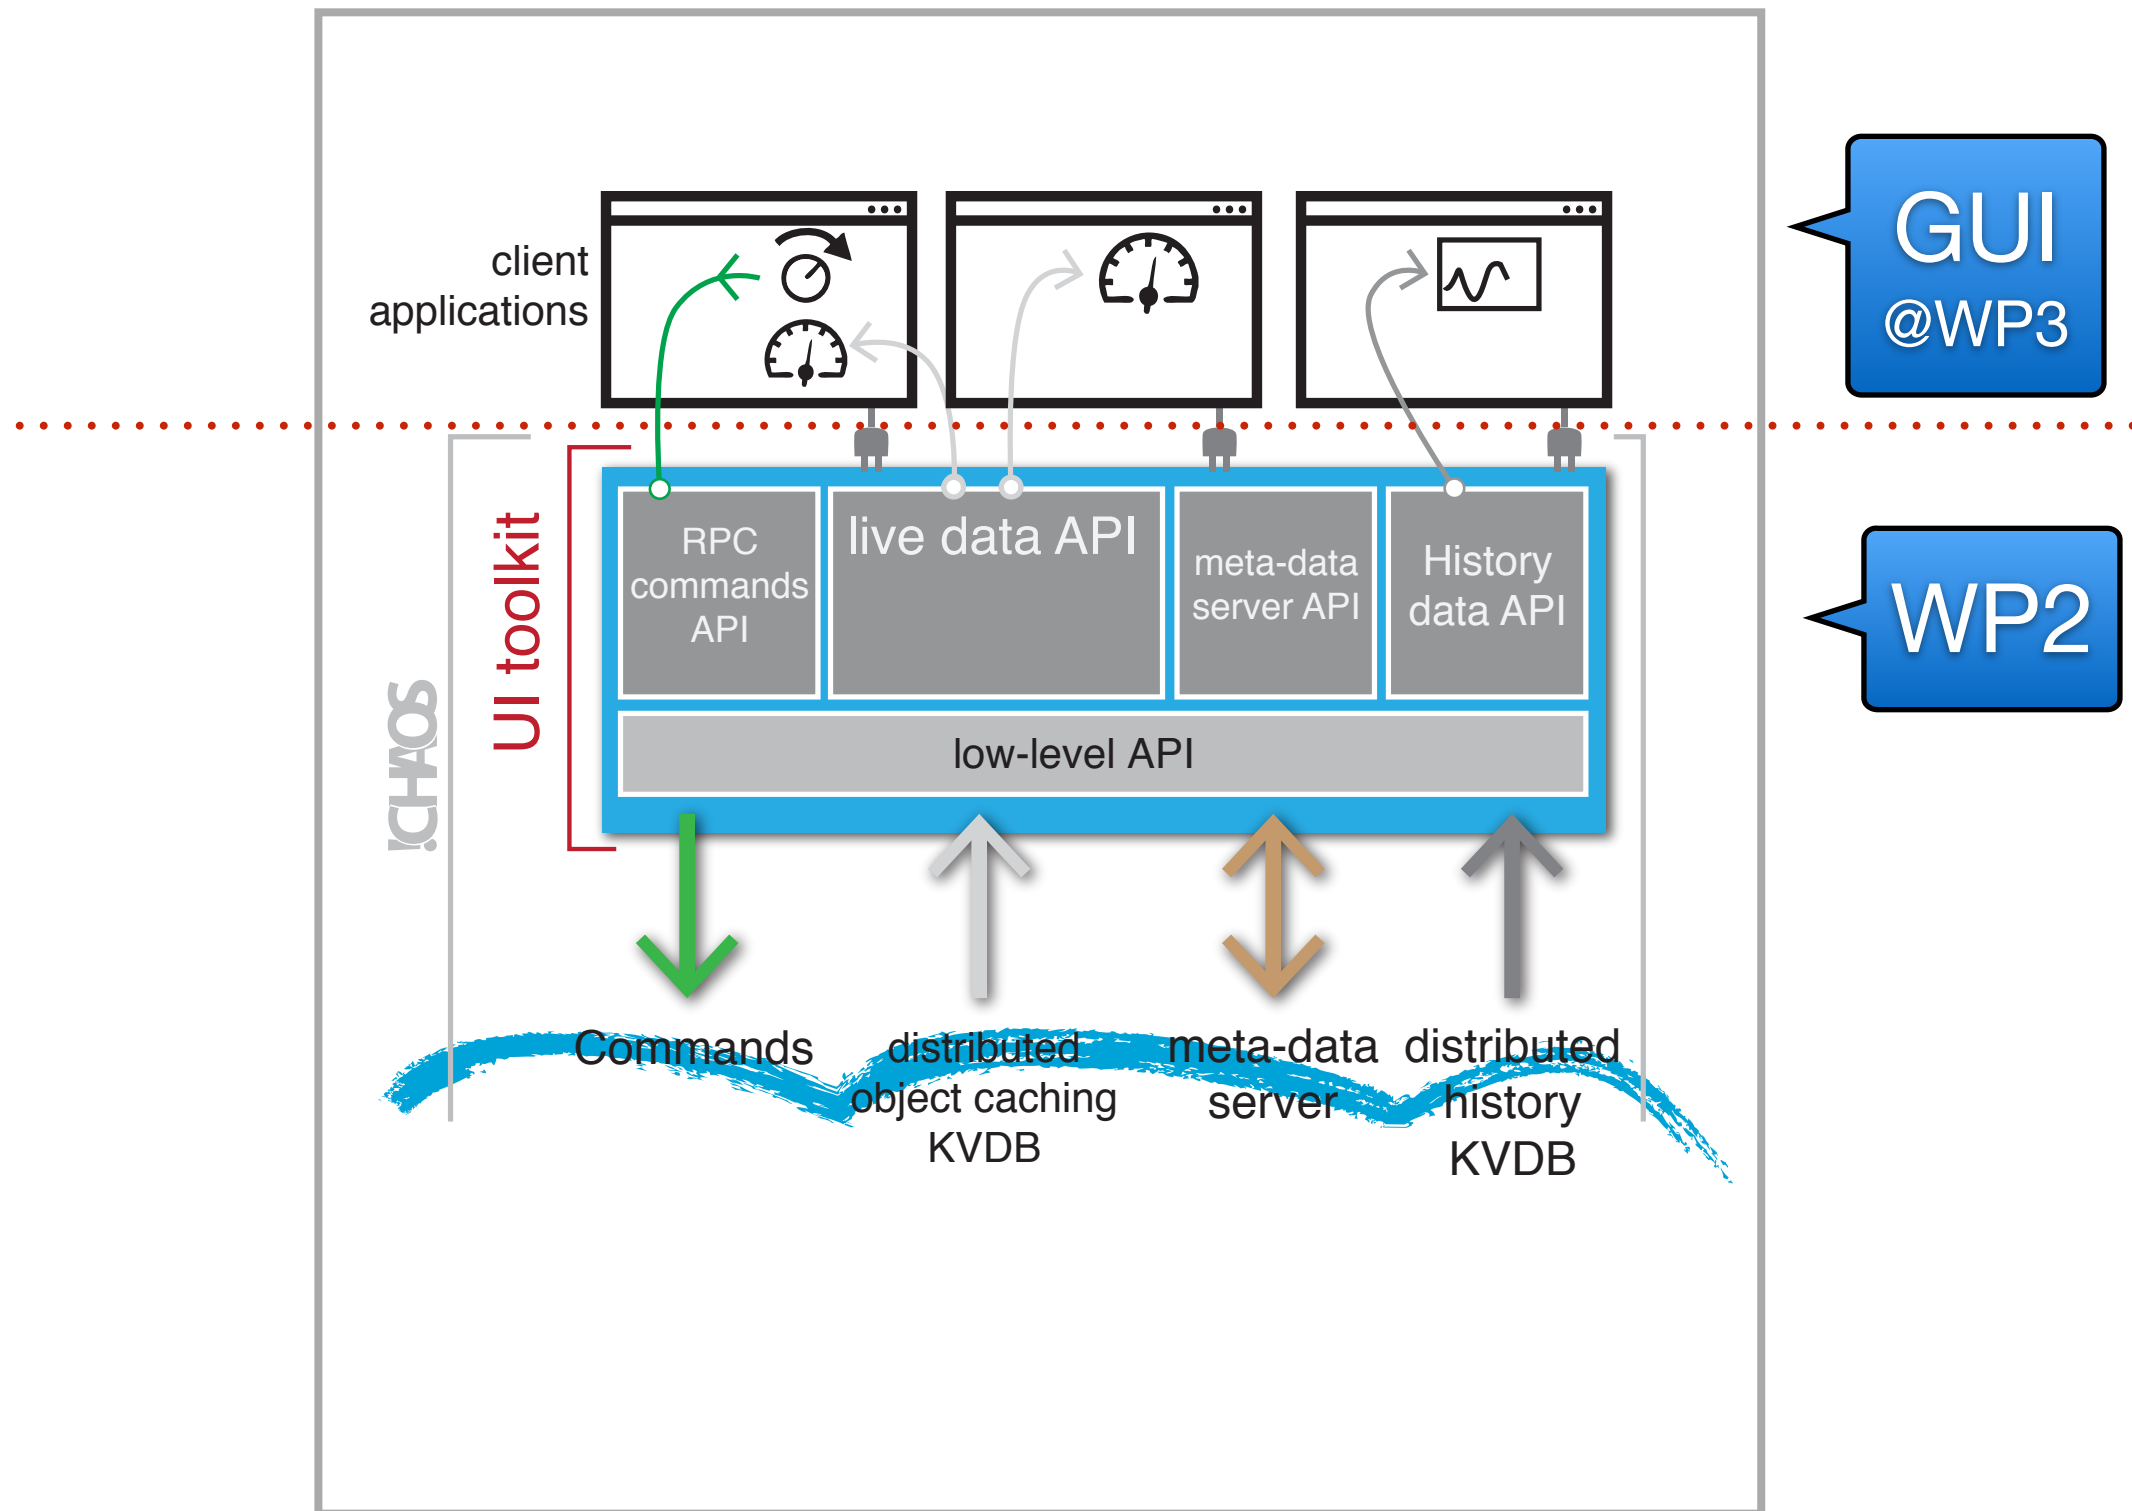 client
applications
GUI
@WP3
UI toolkit
!CHAOS
RPC
commands
API
live data API
meta-data
server API
History
data API
WP2
low-level API
Commands
distributed
object caching
KVDB
meta-data
server
distributed
history
KVDB